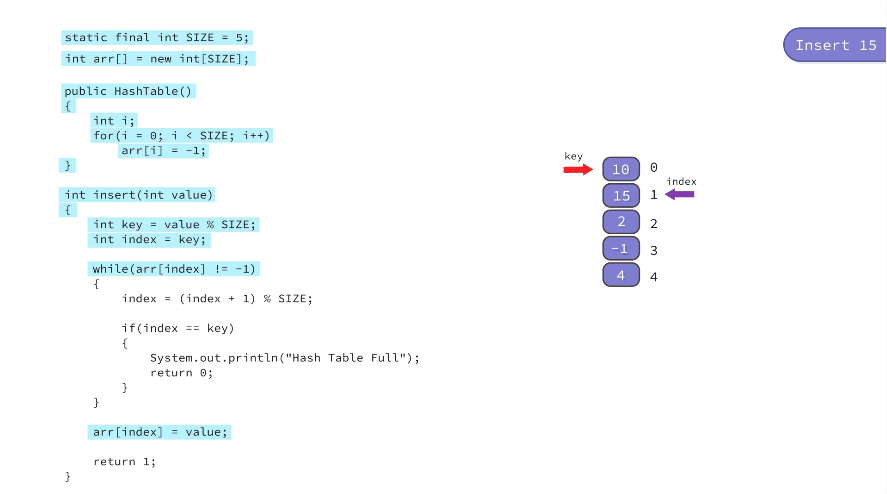 static final int SIZE = 5;
int arr[] = new int[SIZE];
public HashTable()
{
int i;
for(i = 0; i < SIZE; i++)
arr[i] = -1;
}
int insert(int value)
{
int key = value % SIZE;
int index = key;
while(arr[index] != -1)
{
index = (index + 1) % SIZE;
if(index == key)
{
System.out.println("Hash Table Full");
return 0;
}
}
arr[index] = value;
return 1;
}
Insert 15
key
10 0
index
15 1
2 2
-1 3
4 4